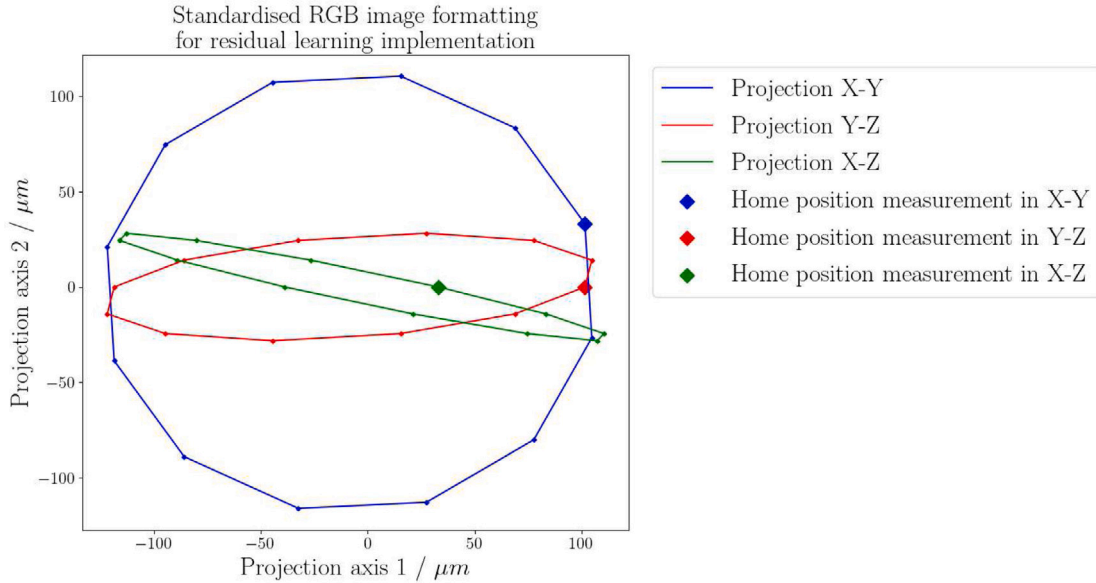 Standardised RGB image formatting
for residual learning implementation
Projection axis 2 / μm
100
50
0
−50
−100
−100
−50
0
50
100
Projection axis 1 / μm
Projection X-Y
Projection Y-Z
Projection X-Z
Home position measurement in X-Y
Home position measurement in Y-Z
Home position measurement in X-Z